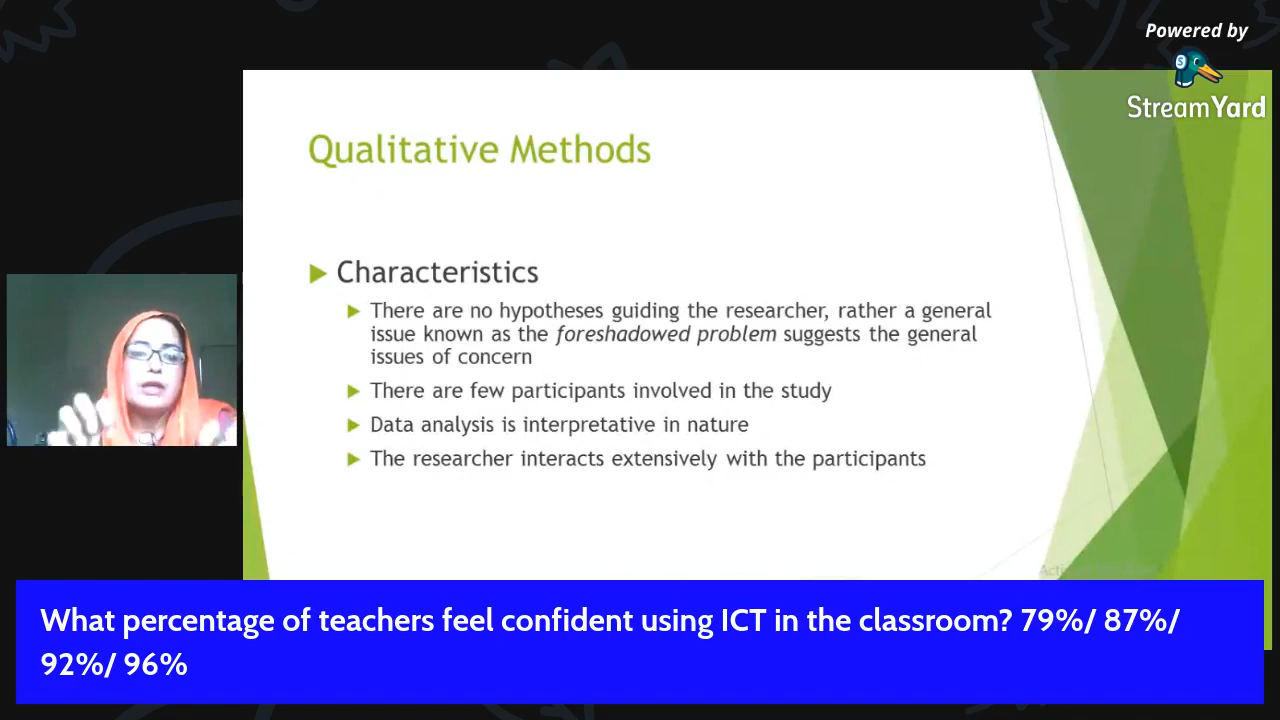 Powered by
StreamYard
Qualitative Methods
Characteristics
There are no hypotheses guiding the researcher, rather a general
issue known as the foreshadowed problem suggests the general
issues of concern
There are few participants involved in the study
Data analysis is interpretative in nature
The researcher interacts extensively with the participants
What percentage of teachers feel confident using ICT in the classroom? 79%/ 87%/
92%/ 96%